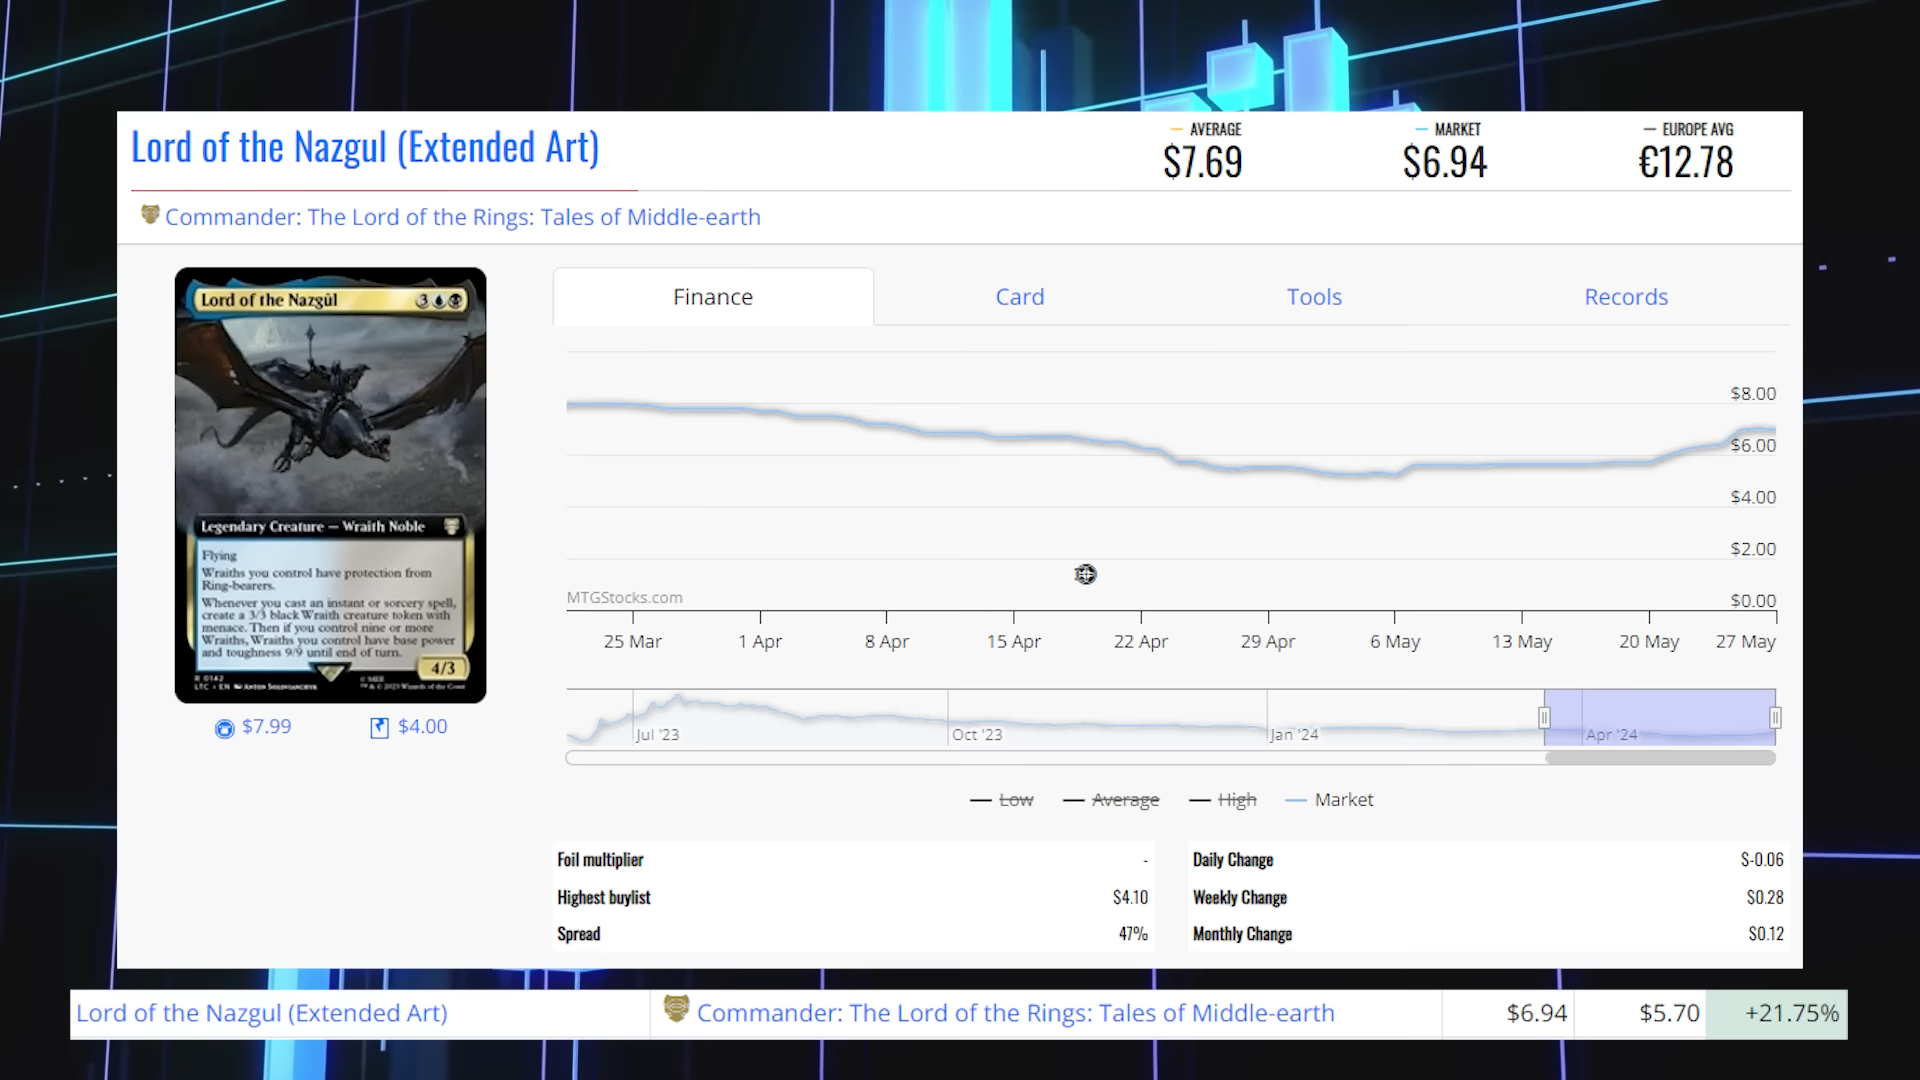 Lord of the Nazgul (Extended Art)
AVERAGE
$7.69
MARKET
$6.94
EUROPE AVG
€12.78
Commander: The Lord of the Rings: Tales of Middle-earth
Lord of the Nazgûl
3
Legendary Creature — Wraith Noble
Flying
Wraiths you control have protection from
Ring-bearers.
Whenever you cast an instant or sorcery spell,
create a 3/3 black Wraith creature token with
menace. Then if you control nine or more
Wraiths, Wraiths you control have base power
and toughness 9/9 until end of turn.
4/3
R 0142
LTC • EN
$7.99
$4.00
Finance
Card
Tools
Records
$8.00
$6.00
$4.00
$2.00
$0.00
MTGStocks.com
25 Mar
1 Apr
8 Apr
15 Apr
22 Apr
29 Apr
6 May
13 May
20 May
27 May
Jul '23
Oct '23
Jan '24
Apr '24
Low
Average
High
Market
Foil multiplier
-
Highest buylist
$4.10
Spread
47%
Daily Change
$-0.06
Weekly Change
$0.28
Monthly Change
$0.12
Lord of the Nazgul (Extended Art)
Commander: The Lord of the Rings: Tales of Middle-earth
$6.94
$5.70
+21.75%